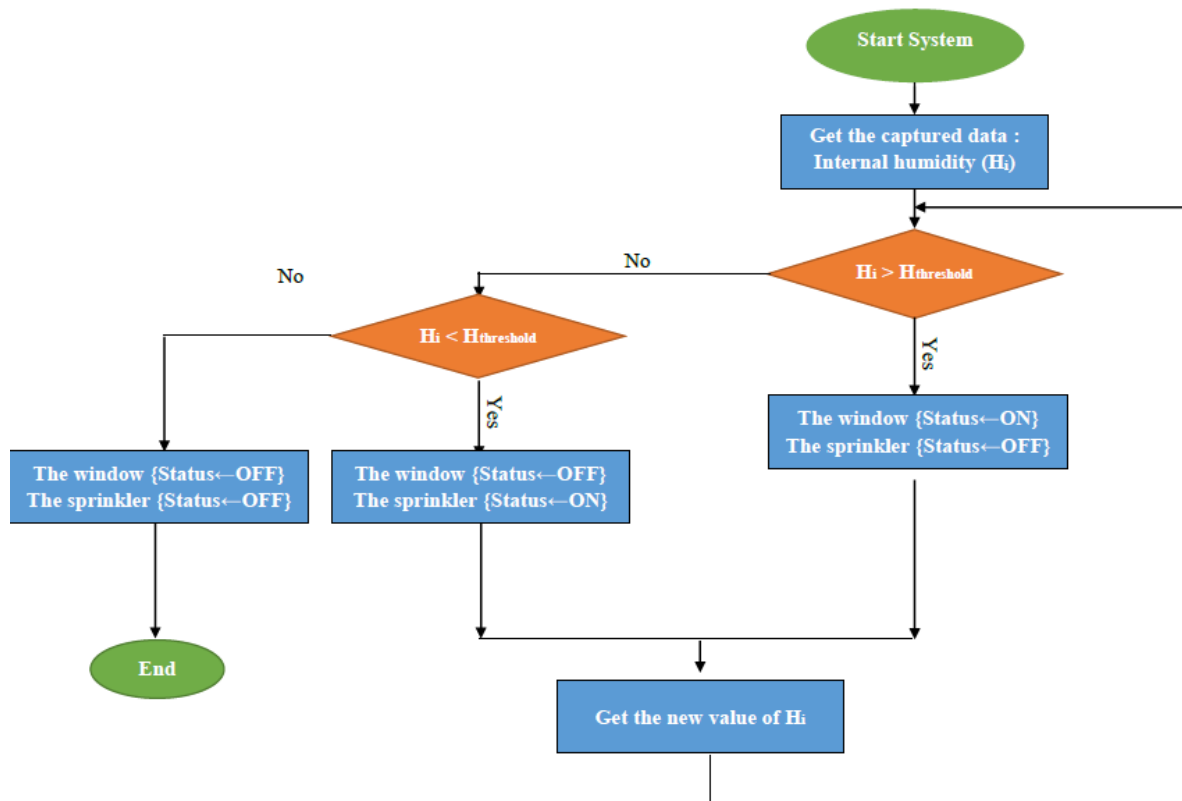 Start System
Get the captured data :
Internal humidity (Hᵢ)
Hᵢ > Hthreshold
No
Yes
No
Hᵢ < Hthreshold
Yes
The window {Status←ON}
The sprinkler {Status←OFF}
The window {Status←OFF}
The sprinkler {Status←OFF}
The window {Status←OFF}
The sprinkler {Status←ON}
End
Get the new value of Hᵢ